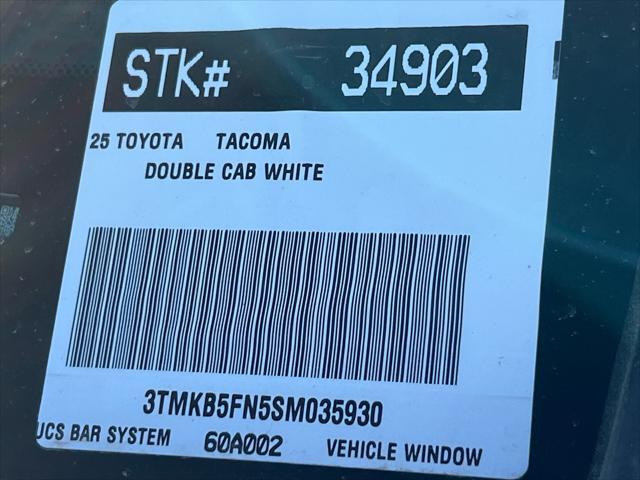 STK# 34903
25 TOYOTA TACOMA
DOUBLE CAB WHITE
3TMKB5FN5SM035930
UCS BAR SYSTEM 60A002 VEHICLE WINDOW